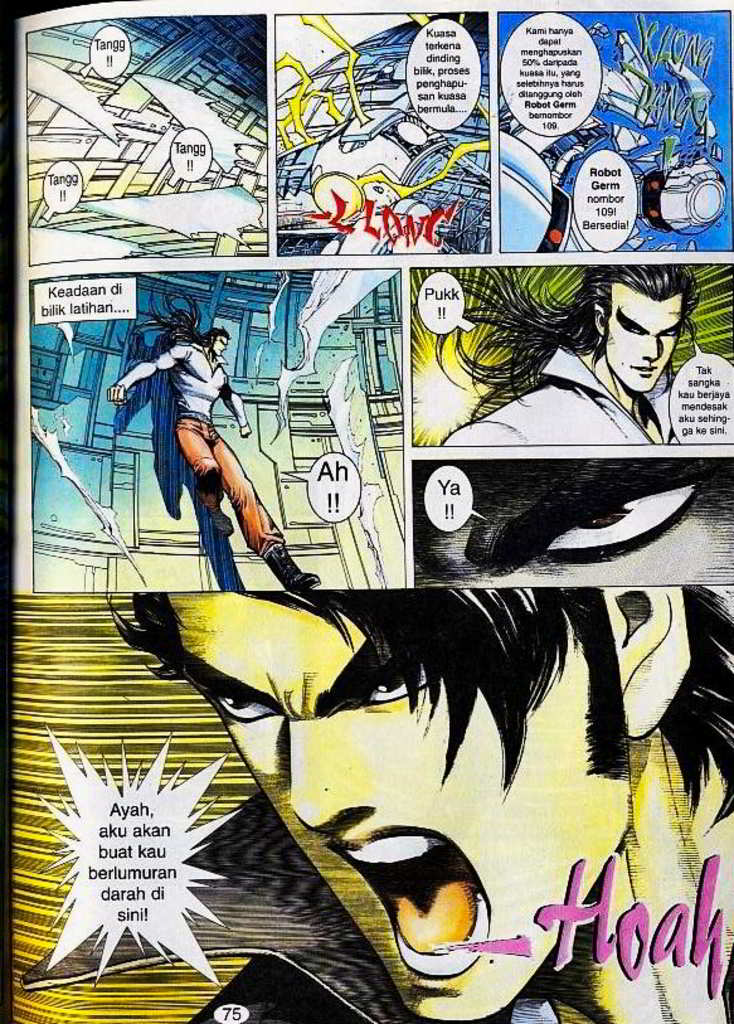 Tangg
!!
Tangg
!!
Tangg
!!
Kuasa
terkena
dinding
bilik, proses
penghapu-
san kuasa
bermula....
KLONG
Kami hanya
dapat
menghapuskan
50% daripada
kuasa itu, yang
selebihnya harus
ditanggung oleh
Robot Germ
bernombor
109.
KLONG
DANGG
Robot
Germ
nombor
109!
Bersedia!
Keadaan di
bilik latihan....
Ah
!!
Pukk
!!
Tak
sangka
kau berjaya
mendesak
aku sehing-
ga ke sini.
Ya
!!
Ayah,
aku akan
buat kau
berlumuran
darah di
sini!
Hoah
75